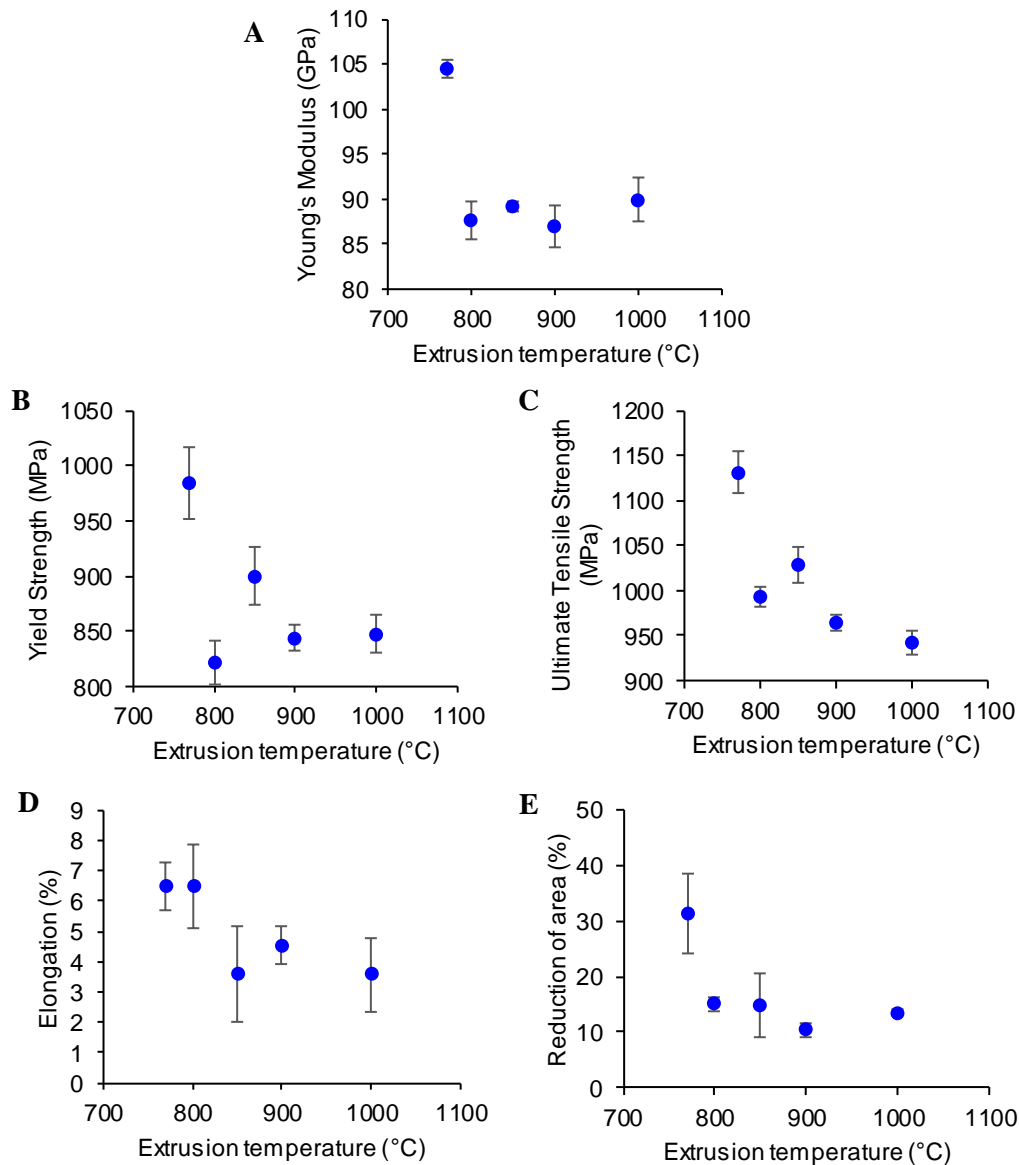 A
Young's Modulus (GPa)
110
105
100
95
90
85
80
700 800 900 1000 1100
Extrusion temperature (°C)
B
Yield Strength (MPa)
1050
1000
950
900
850
800
700 800 900 1000 1100
Extrusion temperature (°C)
C
Ultimate Tensile Strength
(MPa)
1200
1150
1100
1050
1000
950
900
700 800 900 1000 1100
Extrusion temperature (°C)
D
Elongation (%)
9
8
7
6
5
4
3
2
1
0
700 800 900 1000 1100
Extrusion temperature (°C)
E
Reduction of area (%)
50
40
30
20
10
0
700 800 900 1000 1100
Extrusion temperature (°C)